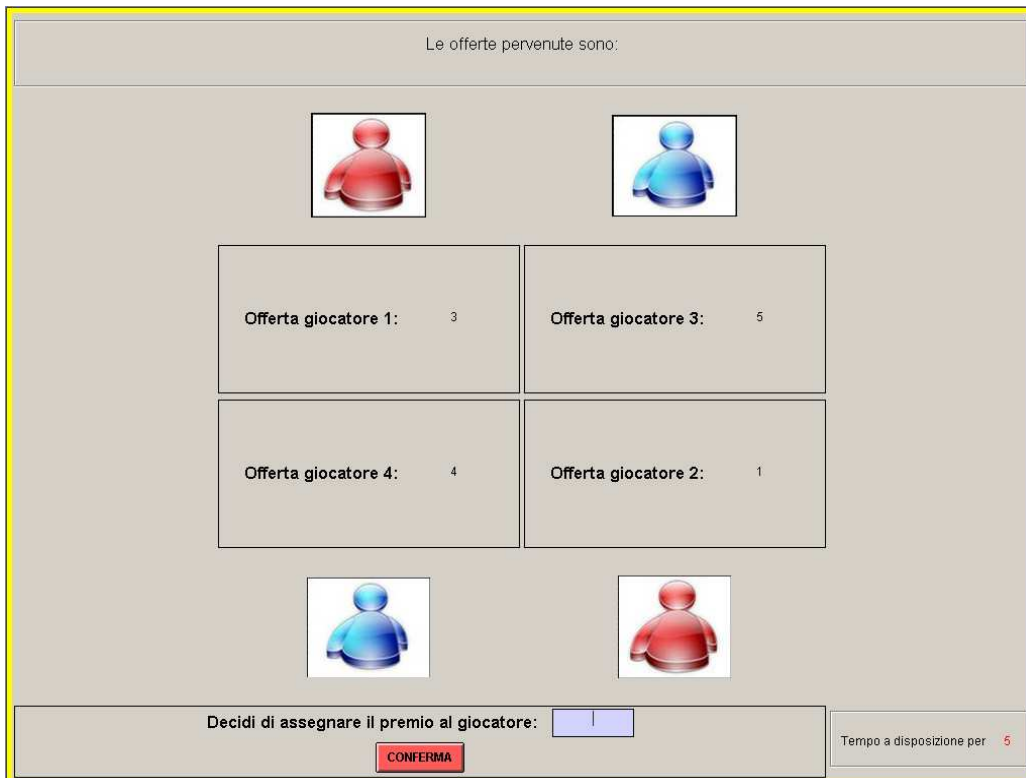 Le offerte pervenute sono:
Offerta giocatore 1: 3
Offerta giocatore 3: 5
Offerta giocatore 4: 4
Offerta giocatore 2: 1
Decidi di assegnare il premio al giocatore:
CONFERMA
Tempo a disposizione per 5